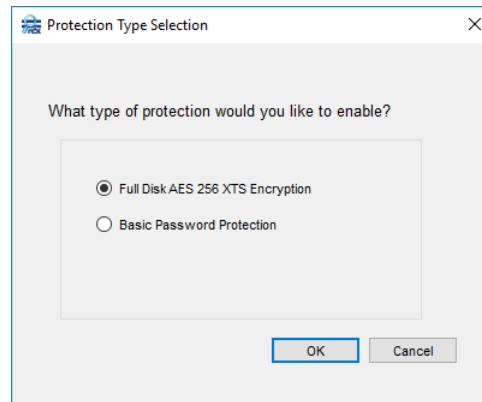 Protection Type Selection
What type of protection would you like to enable?
Full Disk AES 256 XTS Encryption
Basic Password Protection
OK
Cancel